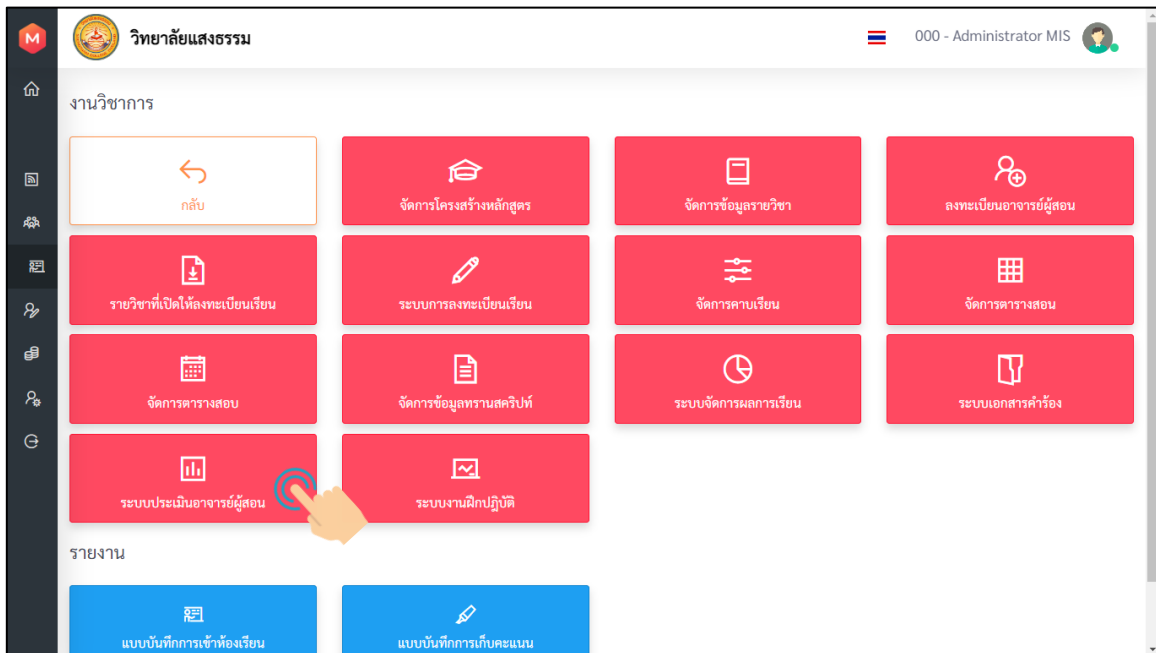 M
วิทยาลัยแสงธรรม
000 - Administrator MIS
งานวิชาการ
กลับ
จัดการโครงสร้างหลักสูตร
จัดการข้อมูลรายวิชา
ลงทะเบียนอาจารย์ผู้สอน
รายวิชาที่เปิดให้ลงทะเบียนเรียน
ระบบการลงทะเบียนเรียน
จัดการคาบเรียน
จัดการตารางสอน
จัดการตารางสอบ
จัดการข้อมูลทรานสคริปท์
ระบบจัดการผลการเรียน
ระบบเอกสารคำร้อง
ระบบประเมินอาจารย์ผู้สอน
ระบบงานฝึกปฏิบัติ
รายงาน
แบบบันทึกการเข้าห้องเรียน
แบบบันทึกการเก็บคะแนน